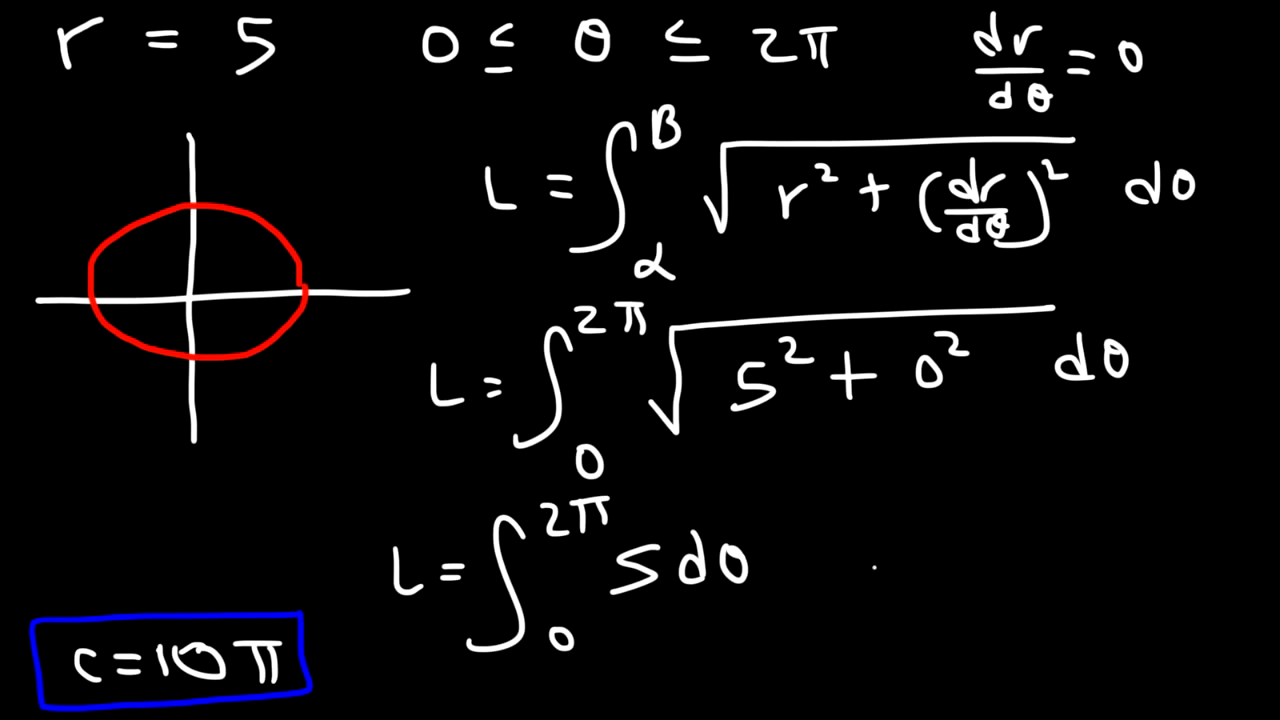 r = 5 0 ≤ θ ≤ 2π dr/dθ = 0
L = ∫_α^β √(r² + (dr/dθ)²) dθ
L = ∫_0^2π √(5² + 0²) dθ
L = ∫_0^2π 5 dθ
C = 10π